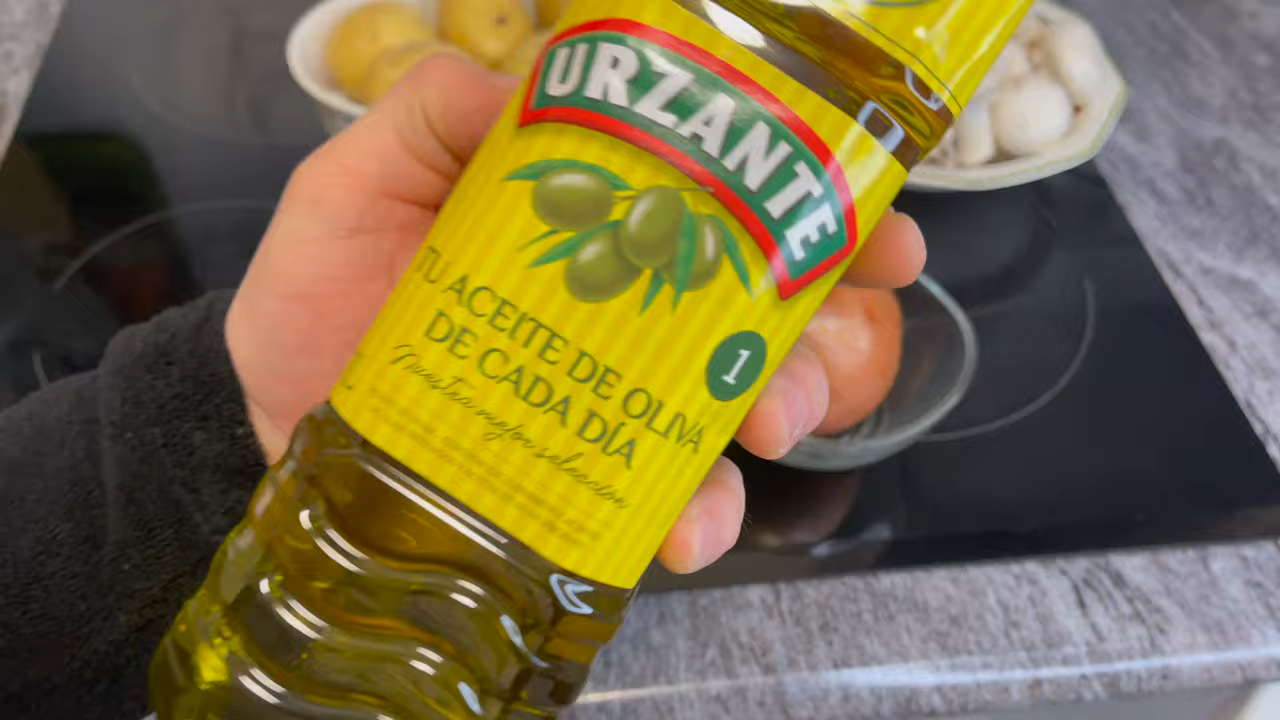 URZANTE
TU ACEITE DE OLIVA
DE CADA DÍA
Nuestra mejor selección
1